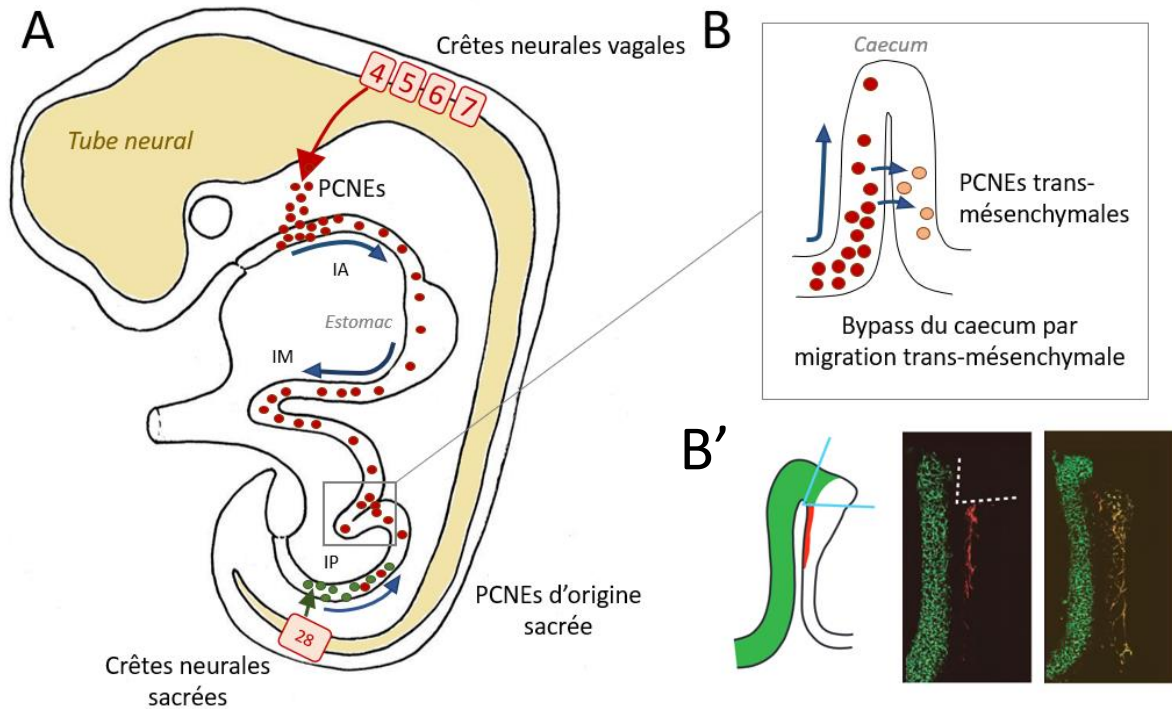 A
Crêtes neurales vagales
4 5 6 7
Tube neural
PCNEs
IA
Estomac
IM
IP
PCNEs d'origine
sacrée
28
Crêtes neurales
sacrées
B
Caecum
PCNEs trans-
mésenchymales
Bypass du caecum par
migration trans-mésenchymale
B’